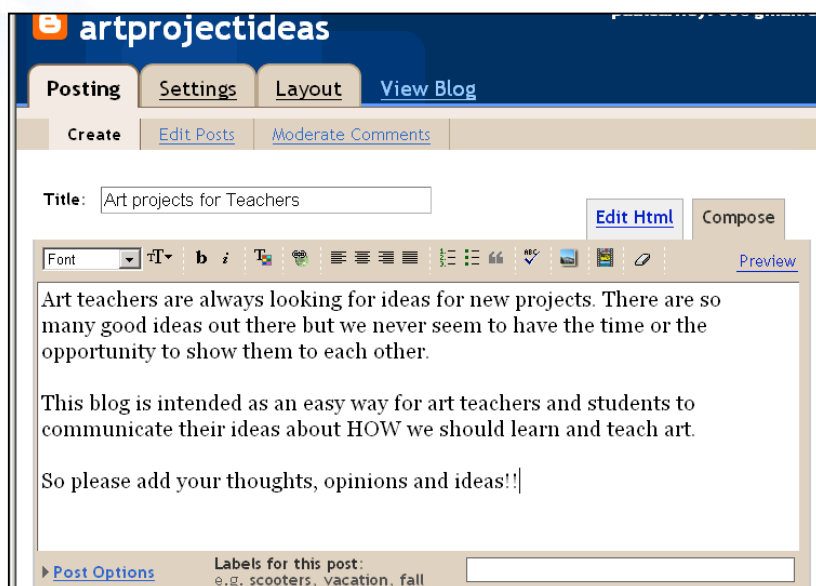 artprojectideas
Posting Settings Layout View Blog
Create Edit Posts Moderate Comments
Title: Art projects for Teachers
Edit Html Compose
Font Preview
Art teachers are always looking for ideas for new projects. There are so
many good ideas out there but we never seem to have the time or the
opportunity to show them to each other.
This blog is intended as an easy way for art teachers and students to
communicate their ideas about HOW we should learn and teach art.
So please add your thoughts, opinions and ideas!!
Post Options Labels for this post:
e.g. scooters, vacation, fall